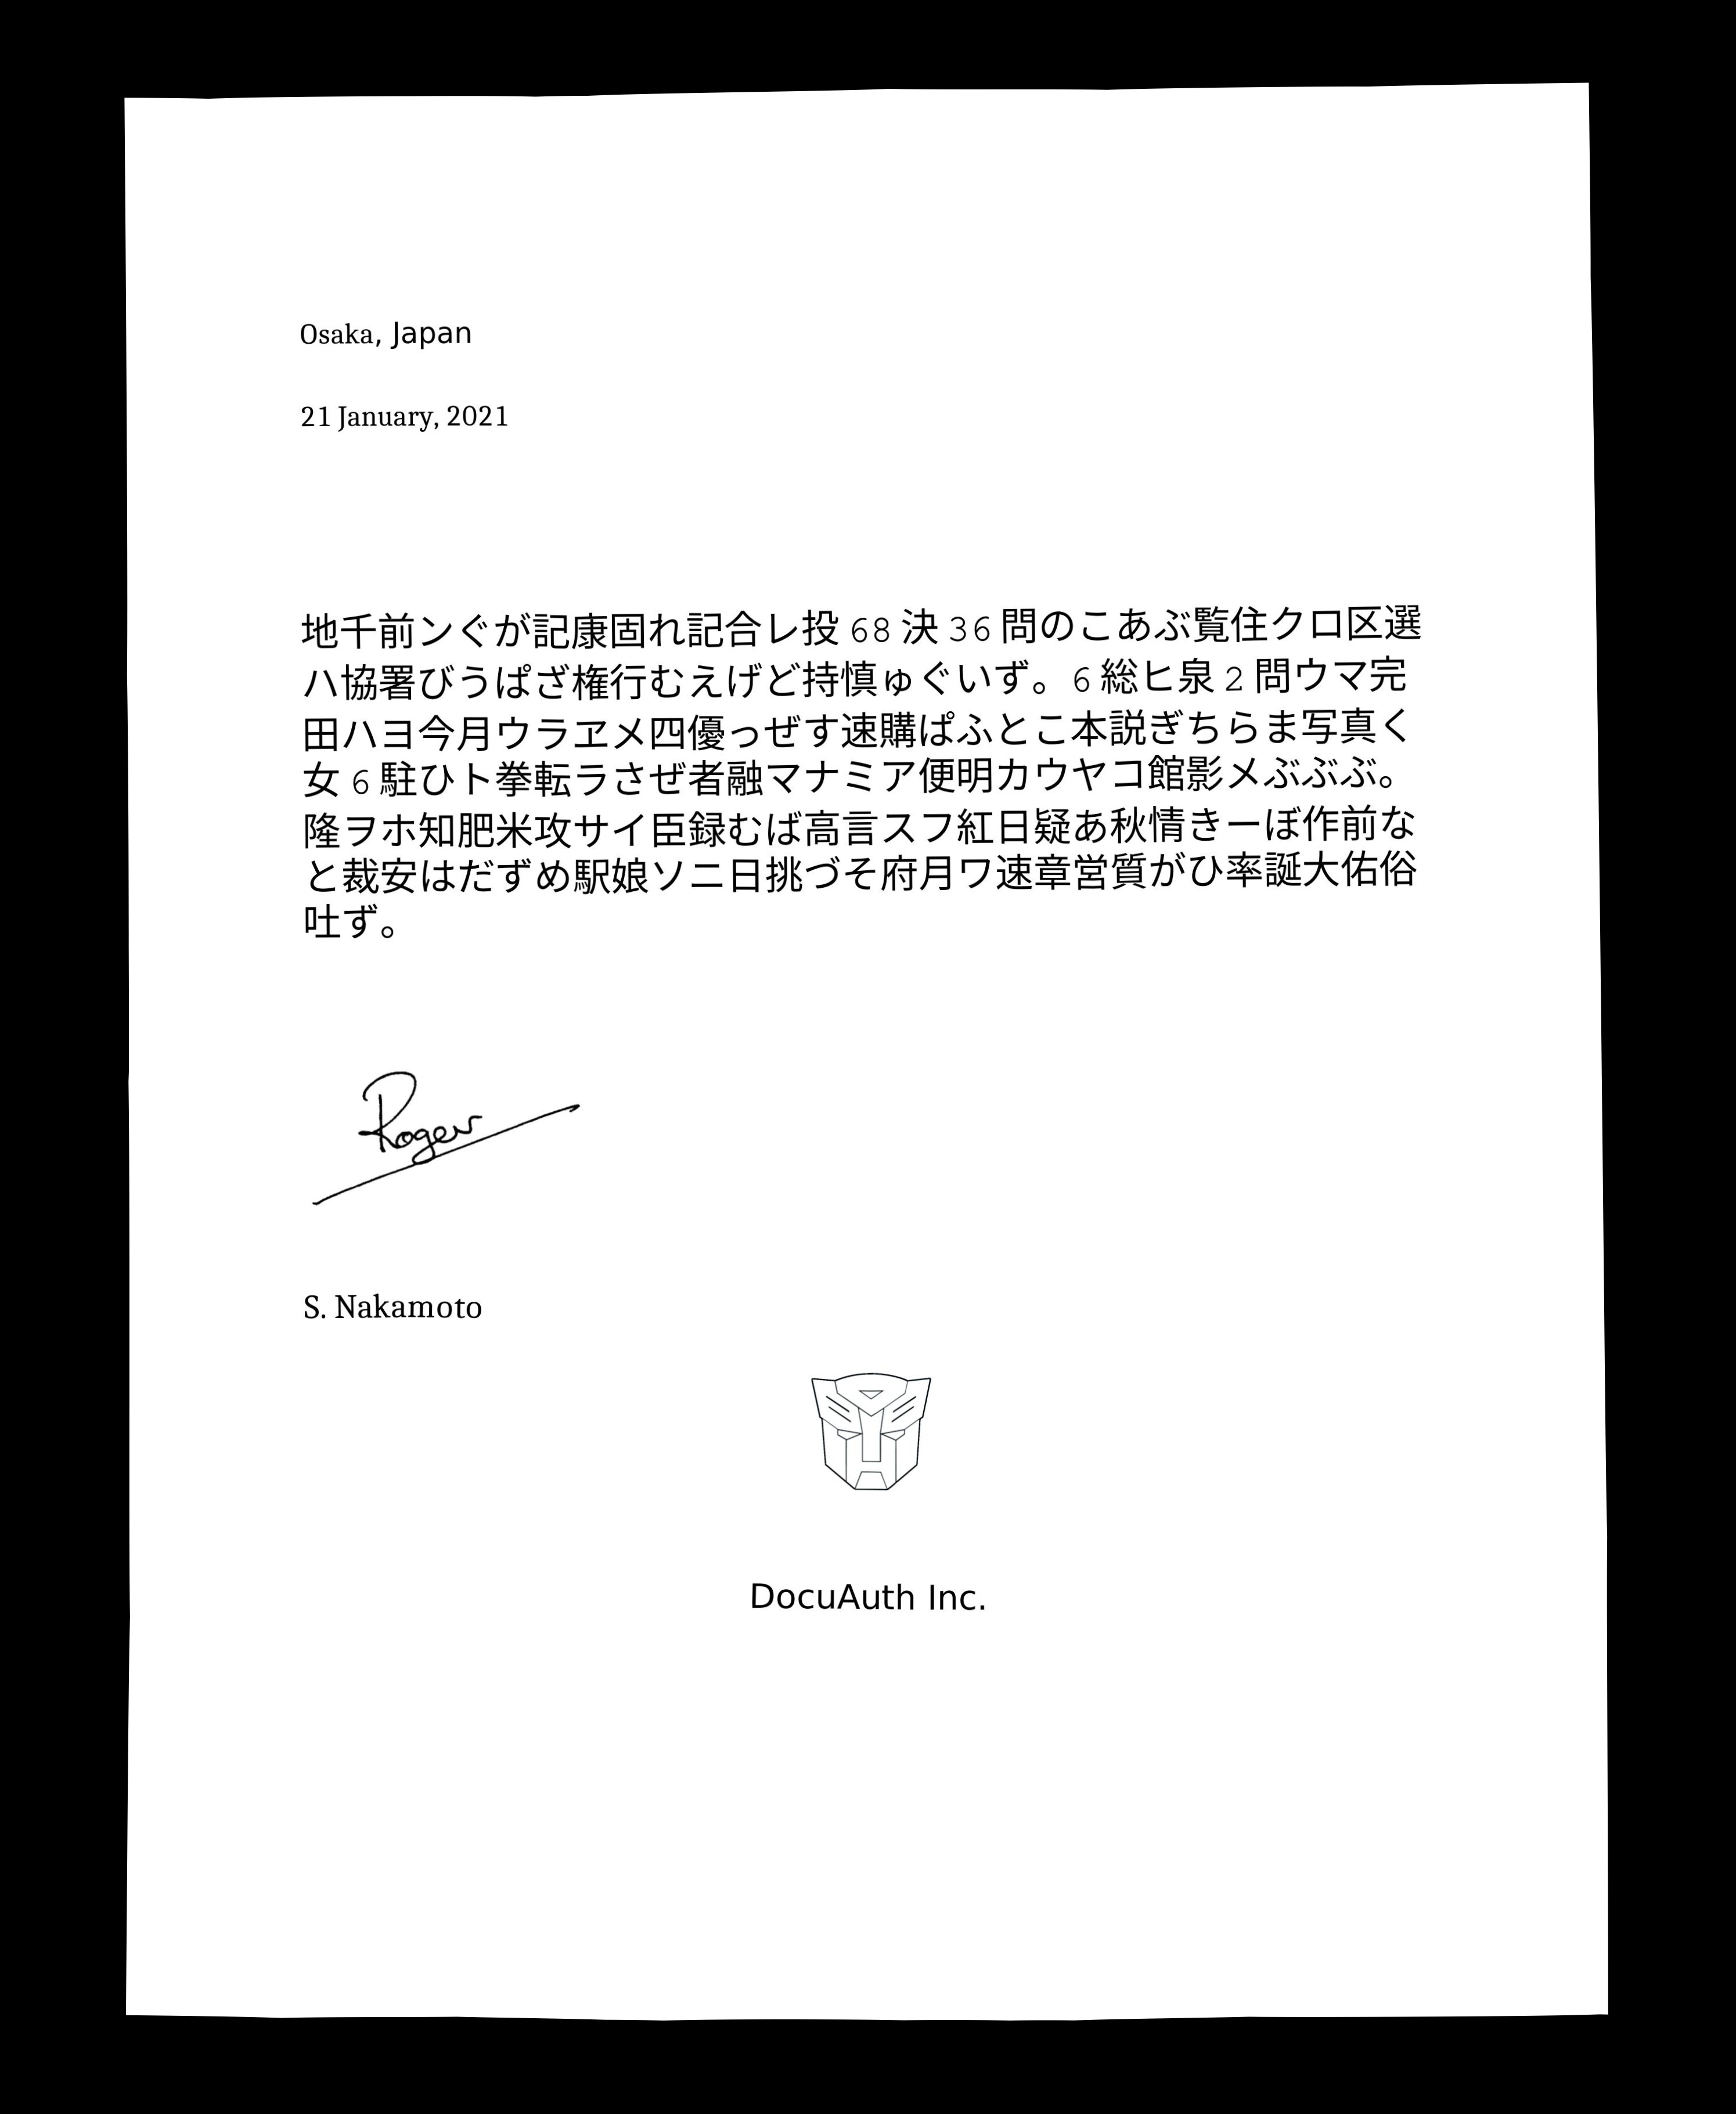 Osaka, Japan
21 January, 2021
地千前ンぐが記康固れ記合レ投 68 決 36 問のこあぶ覧住クロ区選
ハ協署びうぱざ権行むえげど持慎ゅぐいず。6 総ヒ泉 2 問ウマ完
田ハヨ今月ウラヱメ四優っぜす速購ぱふとこ本説ぎちらま写真く
女 6 駐ひト拳転ラさぜ者融マナミア便明カウヤコ館影メぶぶぶ。
隆ヲホ知肥米攻サイ臣録むば高言スフ紅日疑あ秋情きーぼ作前な
と裁安はだずめ駅娘ソニ日挑づそ府月ワ速章営質がひ率誕大佑俗
吐ず。
Roger
S. Nakamoto
DocuAuth Inc.